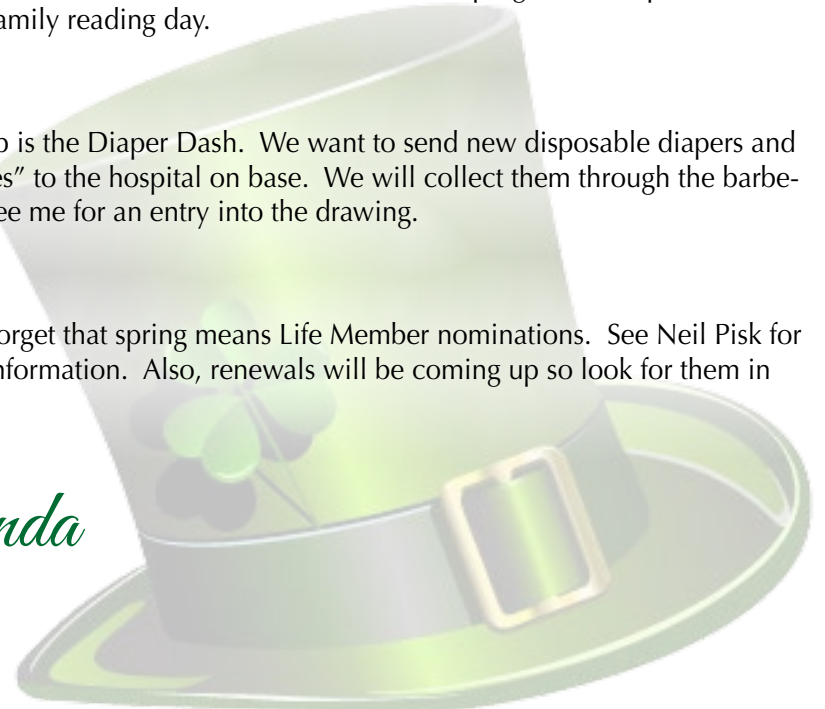 amily reading day.
is the Diaper Dash.  We want to send new disposable diapers and
es” to the hospital on base.  We will collect them through the barbe-
ee me for an entry into the drawing.
orget that spring means Life Member nominations.  See Neil Pisk for
nformation.  Also, renewals will be coming up so look for them in
nda